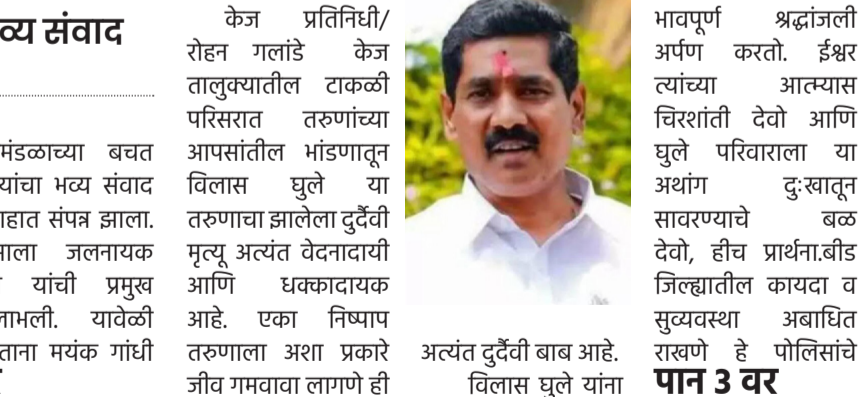 व्य संवाद
मंडळाच्या बचत
यांचा भव्य संवाद
ाहात संपन्न झाला.
माला जलनायक
यांची प्रमुख
लाभली. यावेळी
ताना मयंक गांधी
केज प्रतिनिधी/
रोहन गलांडे केज
तालुक्यातील टाकळी
परिसरात तरुणांच्या
आपसांतील भांडणातून
विलास घुले या
तरुणाचा झालेला दुर्दैवी
मृत्यू अत्यंत वेदनादायी
आणि धक्कादायक
आहे. एका निष्पाप
तरुणाला अशा प्रकारे
जीव गमवावा लागणे ही
अत्यंत दुर्दैवी बाब आहे.
विलास घुले यांना
भावपूर्ण श्रद्धांजली
अर्पण करतो. ईश्वर
त्यांच्या आत्म्यास
चिरशांती देवो आणि
घुले परिवाराला या
अथांग दुःखातून
सावरण्याचे बळ
देवो, हीच प्रार्थना.बीड
जिल्ह्यातील कायदा व
सुव्यवस्था अबाधित
राखणे हे पोलिसांचे
पान 3 वर